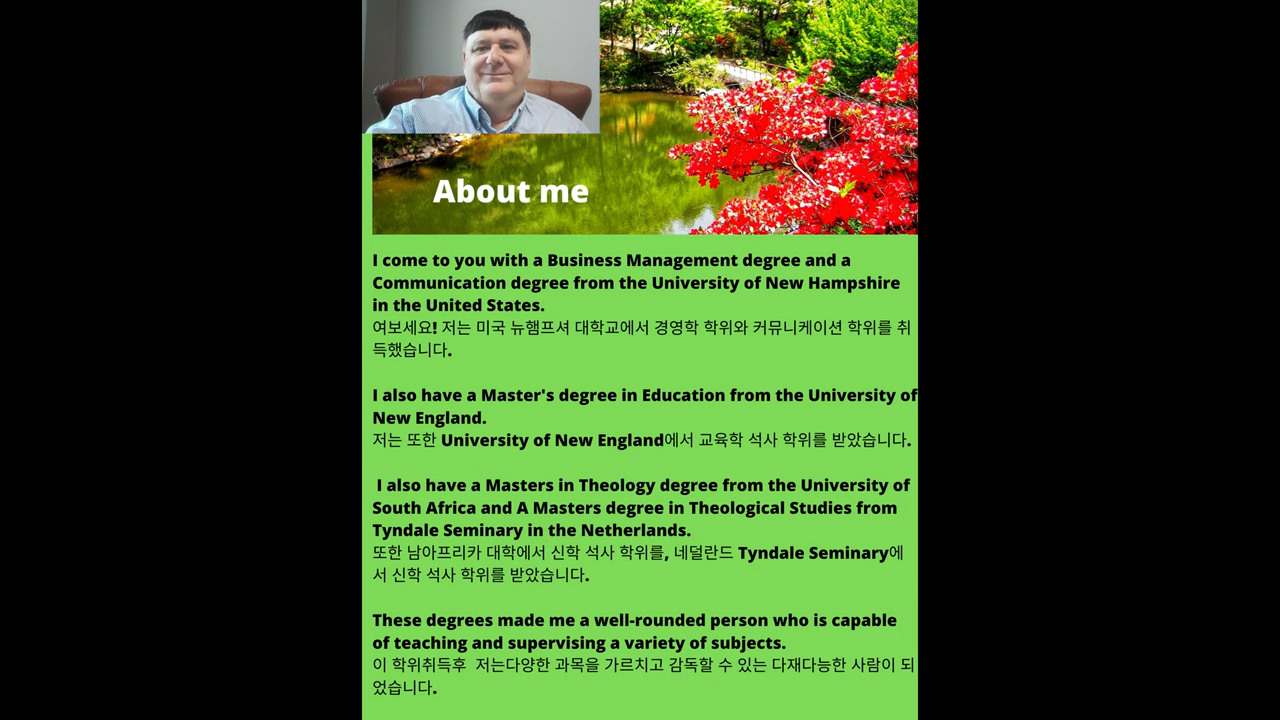 About me
I come to you with a Business Management degree and a
Communication degree from the University of New Hampshire
in the United States.
여보세요! 저는 미국 뉴햄프셔 대학교에서 경영학 학위와 커뮤니케이션 학위를 취
득했습니다.
I also have a Master's degree in Education from the University of
New England.
저는 또한 University of New England에서 교육학 석사 학위를 받았습니다.
I also have a Masters in Theology degree from the University of
South Africa and A Masters degree in Theological Studies from
Tyndale Seminary in the Netherlands.
또한 남아프리카 대학에서 신학 석사 학위를, 네덜란드 Tyndale Seminary에
서 신학 석사 학위를 받았습니다.
These degrees made me a well-rounded person who is capable
of teaching and supervising a variety of subjects.
이 학위취득후  저는다양한 과목을 가르치고 감독할 수 있는 다재다능한 사람이 되
었습니다.